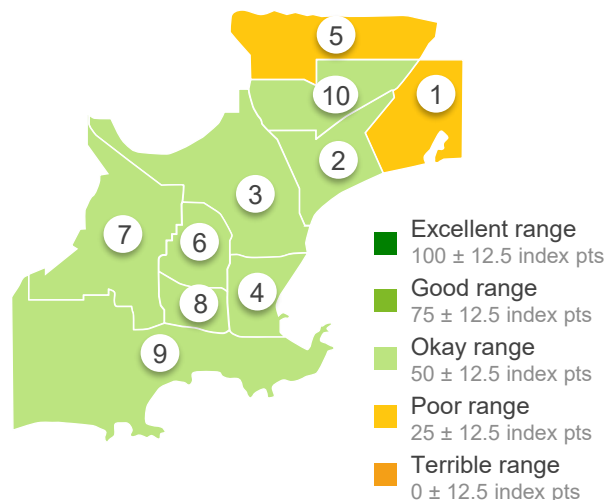 5
10
1
2
3
7
6
4
8
9
Excellent range
100 ± 12.5 index pts
Good range
75 ± 12.5 index pts
Okay range
50 ± 12.5 index pts
Poor range
25 ± 12.5 index pts
Terrible range
0 ± 12.5 index pts